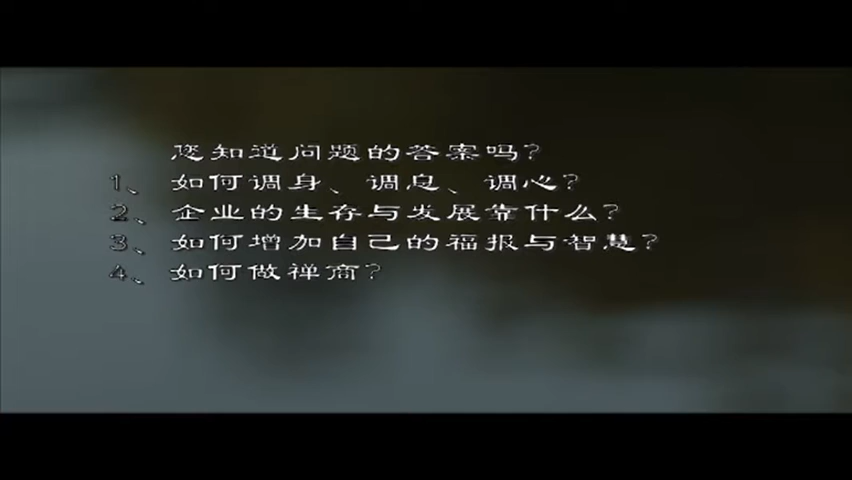 您知道问题的答案吗?
1、如何调身、调息、调心?
2、企业的生存与发展靠什么?
3、如何增加自己的福报与智慧?
4、如何做禅商?